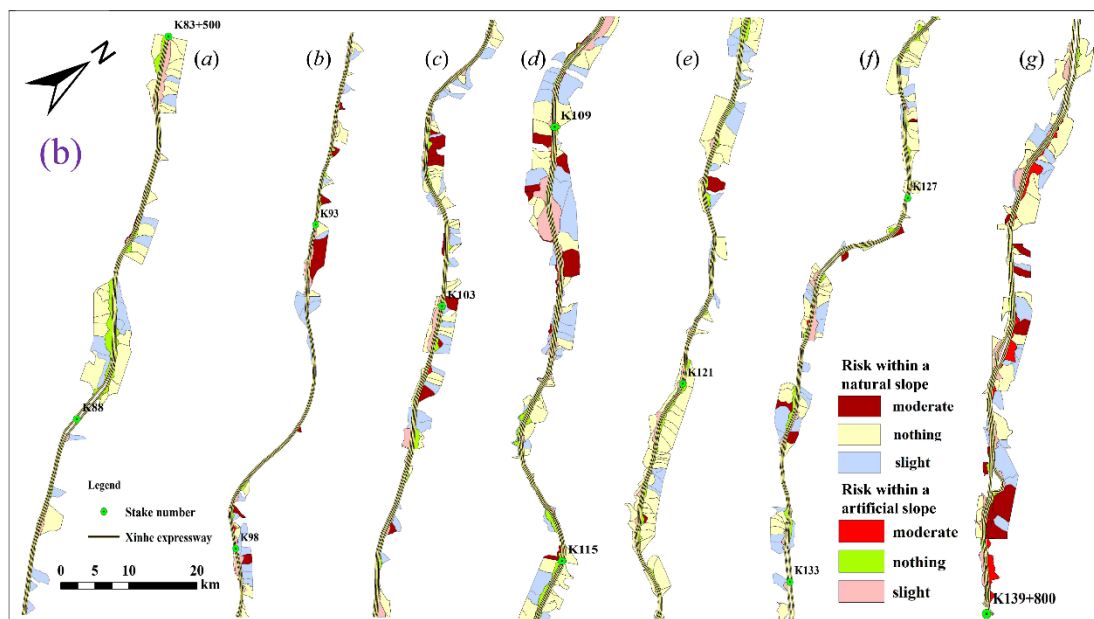 K83+500
N
(a)
(b)
(c)
(d)
(e)
(f)
(g)
(b)
K109
K93
K127
K103
K121
K88
K98
K115
K133
K139+800
Legend
Stake number
Xinhe expressway
0 5 10 20
km
Risk within a
natural slope
moderate
nothing
slight
Risk within a
artificial slope
moderate
nothing
slight